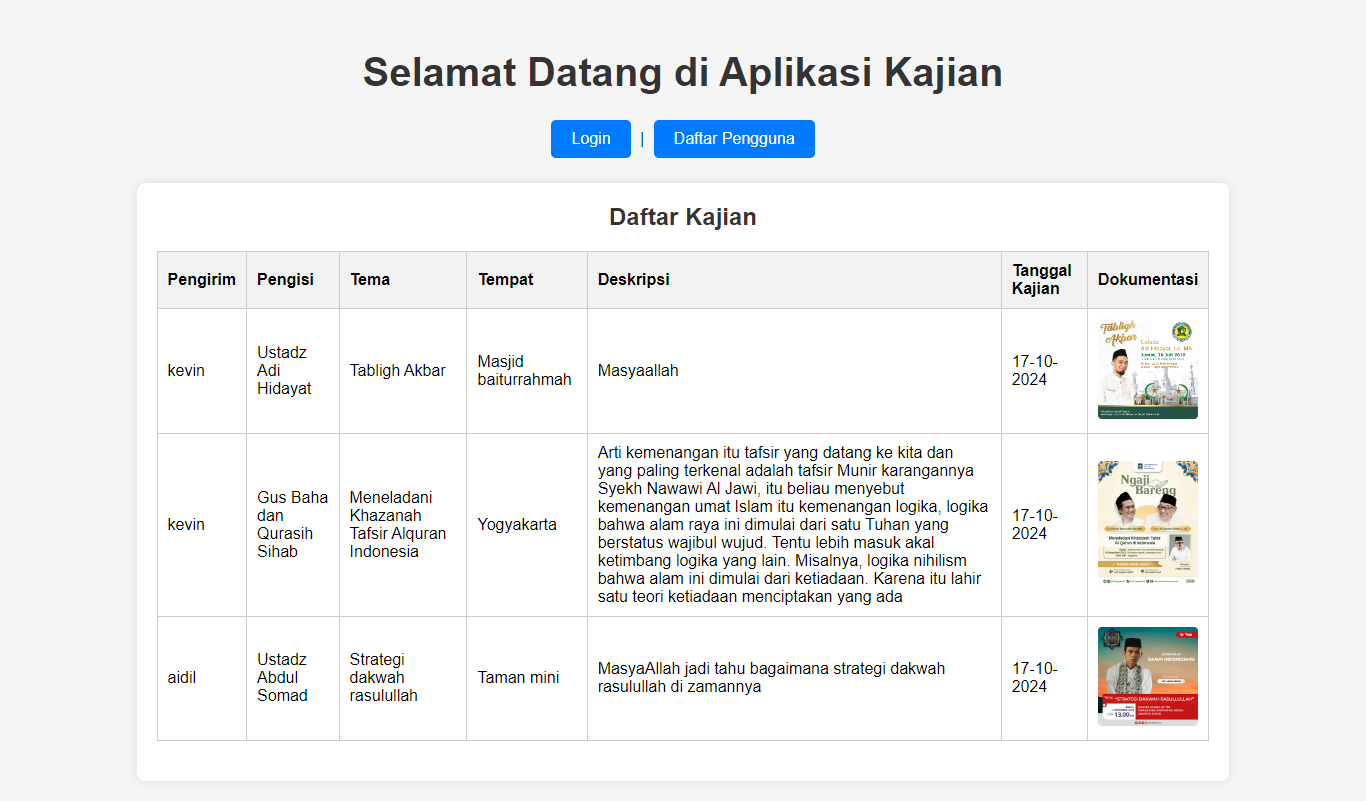 Selamat Datang di Aplikasi Kajian
Login | Daftar Pengguna
Daftar Kajian
Pengirim Pengisi Tema Tempat Deskripsi Tanggal Kajian Dokumentasi
kevin
Ustadz
Adi
Hidayat
Tabligh Akbar
Masjid
baiturrahmah
Masyaallah
17-10-
2024
Tabligh
Akbar
Ustadz
Adi Hidayat, Lc, MA
kevin
Gus Baha
dan
Qurasih
Sihab
Meneladani
Khazanah
Tafsir Alquran
Indonesia
Yogyakarta
Arti kemenangan itu tafsir yang datang ke kita dan
yang paling terkenal adalah tafsir Munir karangannya
Syekh Nawawi Al Jawi, itu beliau menyebut
kemenangan umat Islam itu kemenangan logika, logika
bahwa alam raya ini dimulai dari satu Tuhan yang
berstatus wajibul wujud. Tentu lebih masuk akal
ketimbang logika yang lain. Misalnya, logika nihilism
bahwa alam ini dimulai dari ketiadaan. Karena itu lahir
satu teori ketiadaan menciptakan yang ada
17-10-
2024
Ngaji
Bareng
aidil
Ustadz
Abdul
Somad
Strategi
dakwah
rasulullah
Taman mini
MasyaAllah jadi tahu bagaimana strategi dakwah
rasulullah di zamannya
17-10-
2024
DAMAI INDONESIAKU
"STRATEGI DAKWAH RASULULLAH"
13.00